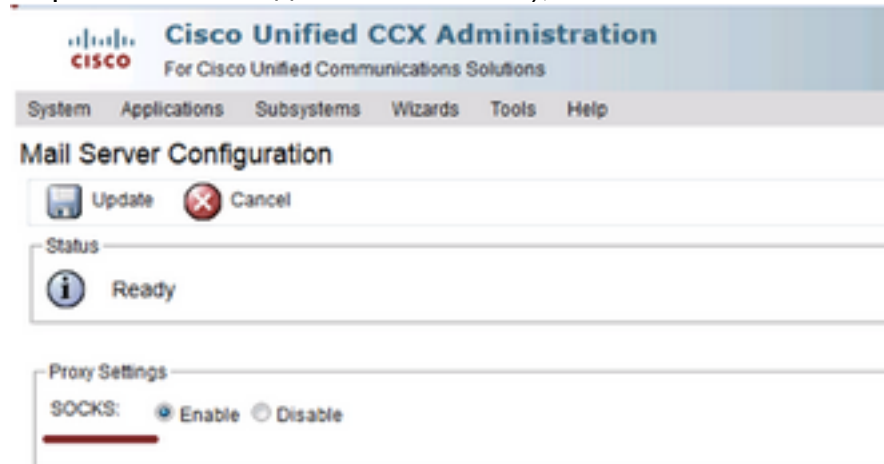 Cisco Unified CCX Administration
CISCO
For Cisco Unified Communications Solutions
System Applications Subsystems Wizards Tools Help
Mail Server Configuration
Update Cancel
Status
Ready
Proxy Settings
SOCKS: Enable Disable